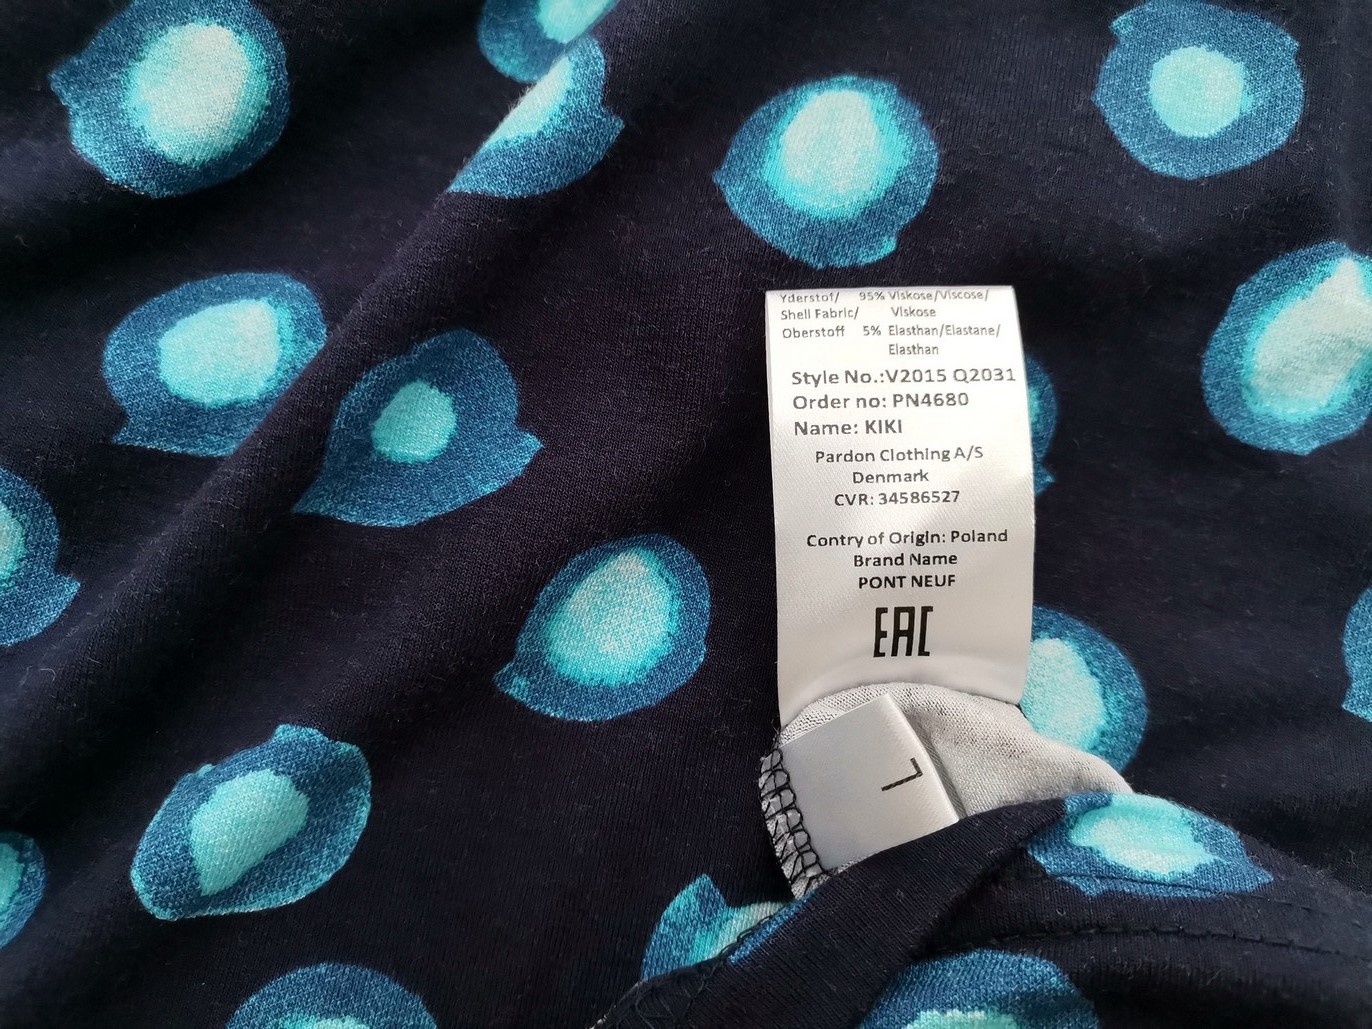 Yderstof/ 95% Viskose/Viscose/
Shell Fabric/ Viskose
Oberstoff 5% Elasthan/Elastane/
Elasthan
Style No.:V2015 Q2031
Order no: PN4680
Name: KIKI
Pardon Clothing A/S
Denmark
CVR: 34586527
Contry of Origin: Poland
Brand Name
PONT NEUF
EAC
L